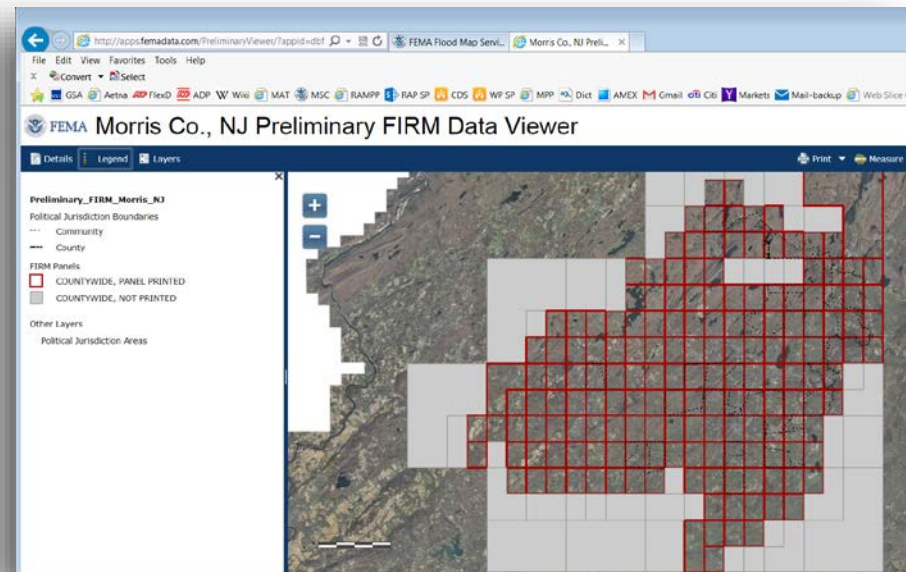 http://apps.femadata.com/PreliminaryViewer/?appid=dbf
FEMA Flood Map Servi...
Morris Co., NJ Preli...
File Edit View Favorites Tools Help
x Convert Select
GSA Aetna FlexD ADP Wiki MAT MSC RAMPP RAP SP CDS WP SP MPP Dict AMEX Gmail Citi Markets Mail-backup Web Slice
FEMA Morris Co., NJ Preliminary FIRM Data Viewer
Details Legend Layers Print Measure
Preliminary_FIRM_Morris_NJ
Political Jurisdiction Boundaries
Community
County
FIRM Panels
COUNTYWIDE, PANEL PRINTED
COUNTYWIDE, NOT PRINTED
Other Layers
Political Jurisdiction Areas